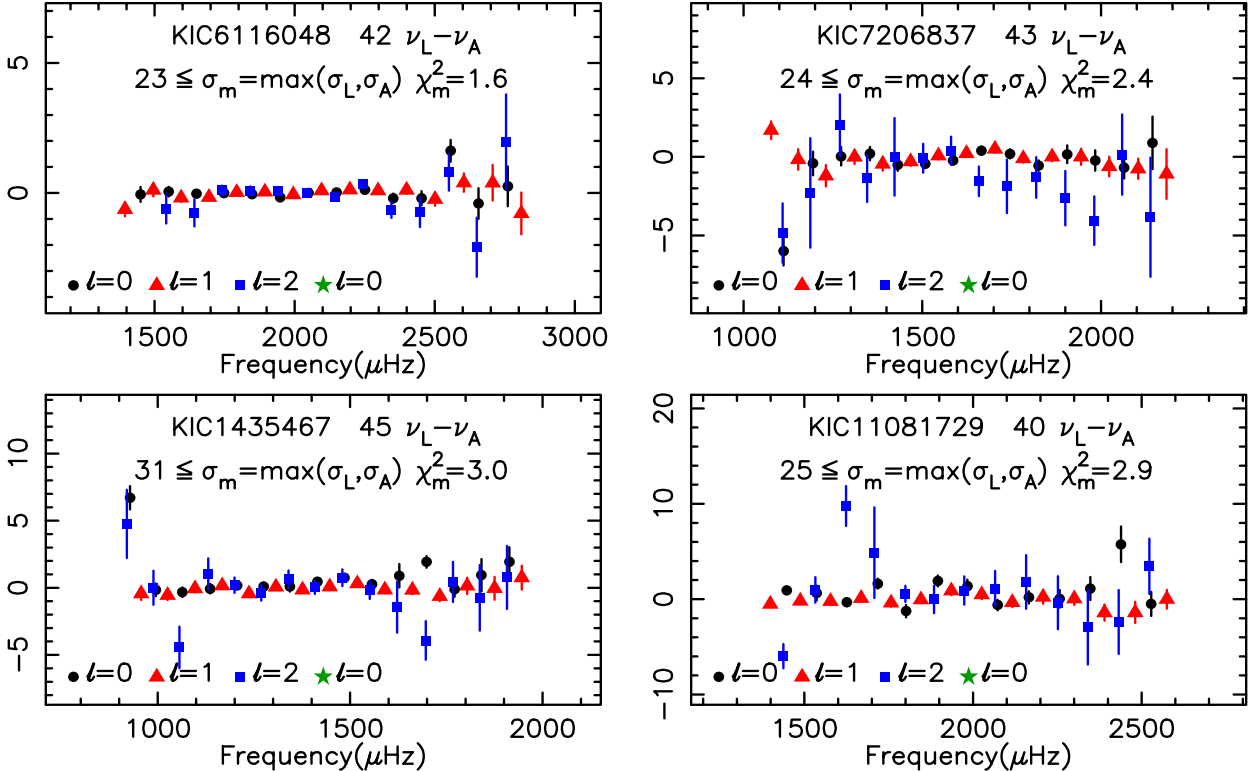 KIC6116048 42 ν_L−ν_A
23 ≦ σ_m=max(σ_L,σ_A) χ²_m=1.6
5
0
ℓ=0 ℓ=1 ℓ=2 ℓ=0
1500 2000 2500 3000
Frequency(μHz)
KIC7206837 43 ν_L−ν_A
24 ≦ σ_m=max(σ_L,σ_A) χ²_m=2.4
5
0
−5
ℓ=0 ℓ=1 ℓ=2 ℓ=0
1000 1500 2000
Frequency(μHz)
KIC1435467 45 ν_L−ν_A
31 ≦ σ_m=max(σ_L,σ_A) χ²_m=3.0
10
5
0
−5
ℓ=0 ℓ=1 ℓ=2 ℓ=0
1000 1500 2000
Frequency(μHz)
KIC11081729 40 ν_L−ν_A
25 ≦ σ_m=max(σ_L,σ_A) χ²_m=2.9
20
10
0
−10
ℓ=0 ℓ=1 ℓ=2 ℓ=0
1500 2000 2500
Frequency(μHz)